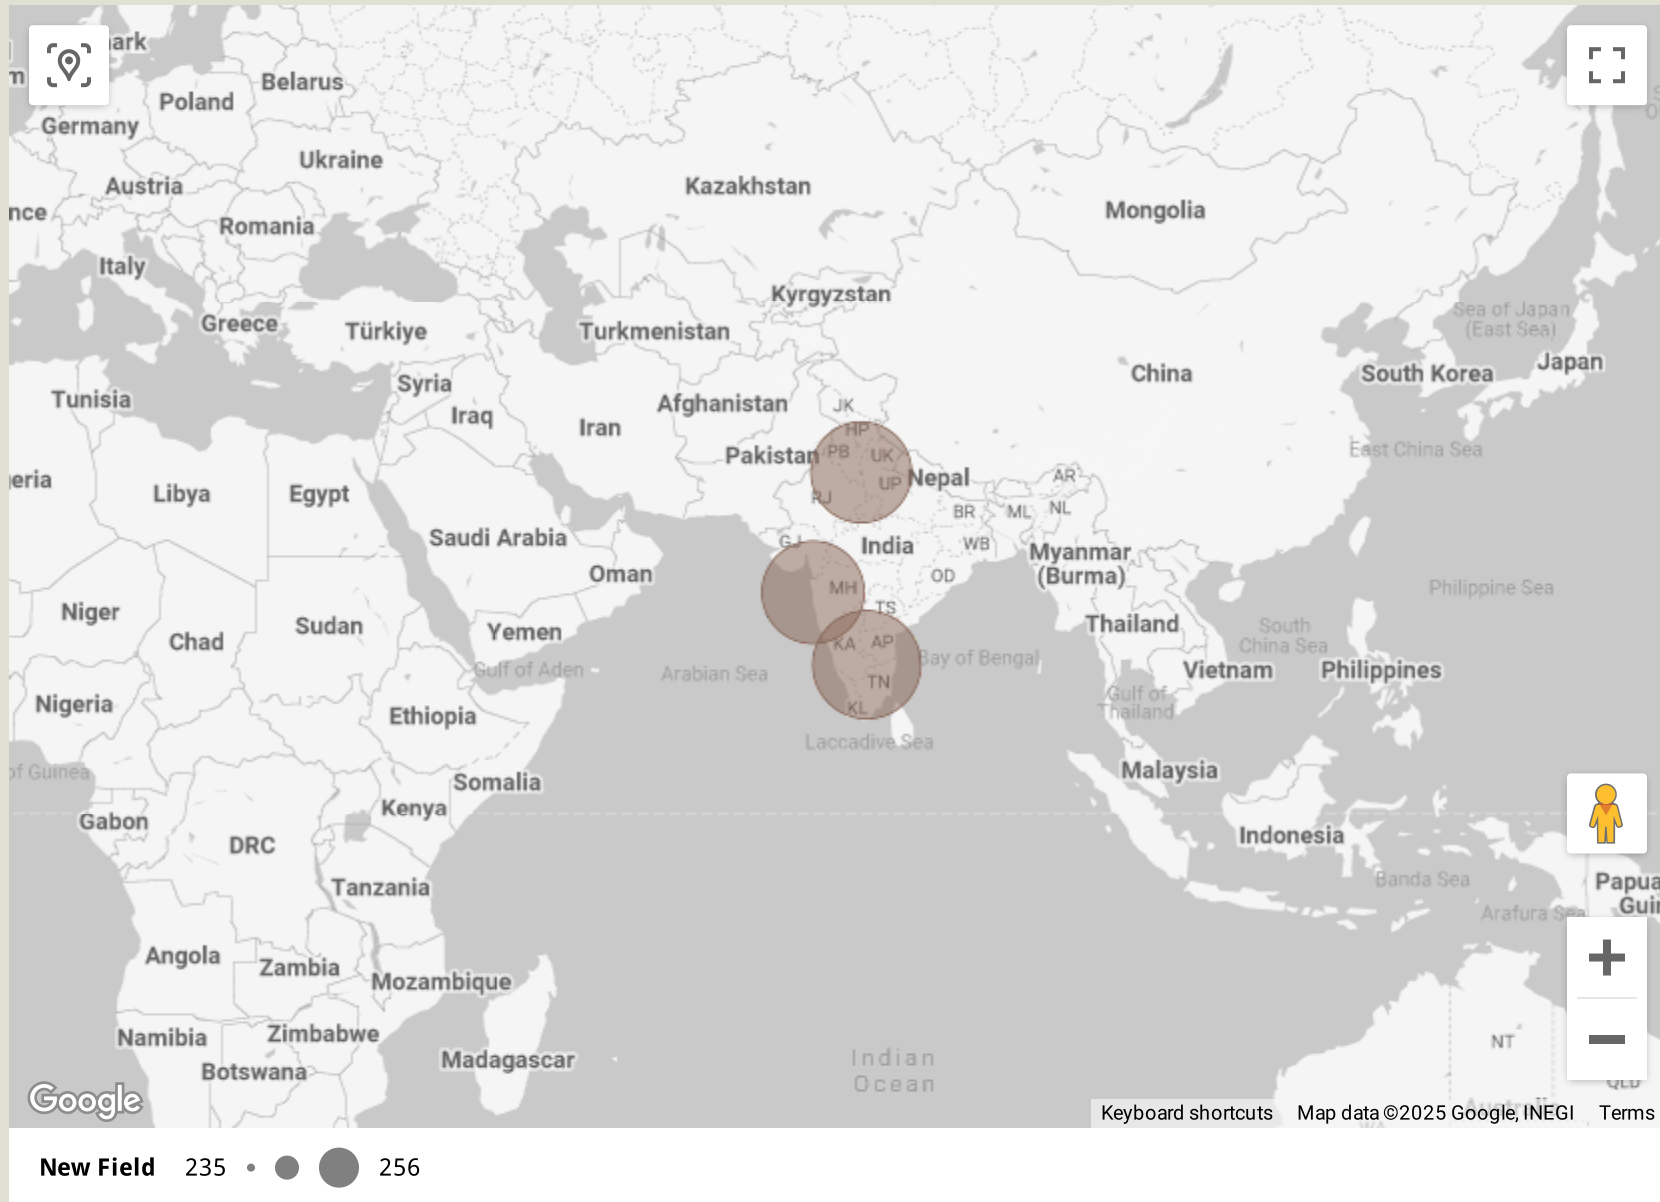 ark
m
Belarus
Poland
Germany
Ukraine
Austria
Kazakhstan
nce
Mongolia
Romania
Italy
Kyrgyzstan
Sea of Japan
(East Sea)
Greece
Türkiye
Turkmenistan
Japan
China
South Korea
Syria
Tunisia
Afghanistan
JK
Iraq
Iran
HP
East China Sea
Pakistan
PB
UK
eria
Nepal
AR
Libya
Egypt
UP
RJ
BR
ML
NL
Saudi Arabia
GJ
India
WB
Myanmar
(Burma)
Oman
OD
MH
Philippine Sea
Niger
TS
Sudan
Yemen
Thailand
South
China Sea
Chad
KA
AP
Bay of Bengal
Gulf of Aden
Arabian Sea
Vietnam
Philippines
TN
Nigeria
Gulf of
Thailand
KL
Ethiopia
Laccadive Sea
of Guinea
Malaysia
Somalia
Kenya
Gabon
Indonesia
DRC
Banda Sea
Tanzania
Papua
Gui
Arafura Sea
Angola
Zambia
Mozambique
Namibia
Zimbabwe
NT
Botswana
Madagascar
Indian
Ocean
QLD
Australia
WA
Google
Keyboard shortcuts
Map data ©2025 Google, INEGI
Terms
New Field 235 256